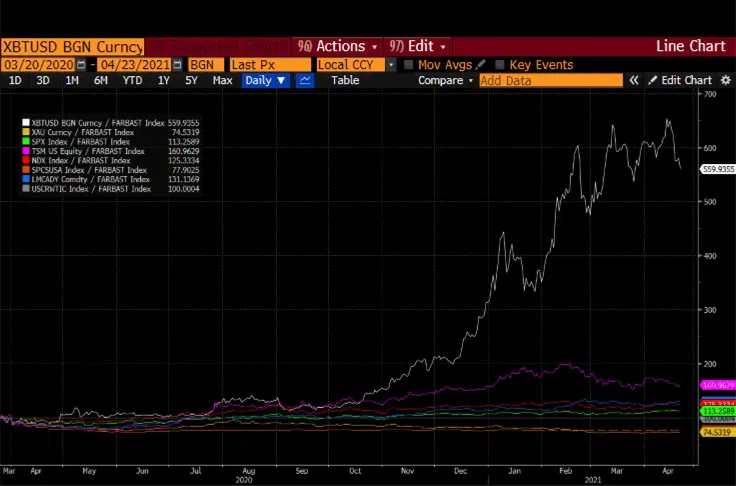 XBTUSD BGN Curncy 96) Actions 97) Edit Line Chart
03/20/2020 - 04/23/2021 BGN Last Px Local CCY Mov Avgs Key Events
1D 3D 1M 6M YTD 1Y 5Y Max Daily ▼ Table Compare Add Data « Edit Chart
XBTUSD BGN Curncy / FARBAST Index 559.9355
XAU Curncy / FARBAST Index 74.5319
SPX Index / FARBAST Index 113.2589
TSM US Equity / FARBAST Index 160.9629
NDX Index / FARBAST Index 125.3334
SPCSUSA Index / FARBAST Index 77.9025
LMCADY Comdty / FARBAST Index 131.1369
USCRWTIC Index / FARBAST Index 100.0004
700
600
559.9355
500
400
300
200
160.9629
125.3334
113.2589
100.0004
74.5319
Mar Apr May Jun Jul Aug Sep Oct Nov Dec Jan Feb Mar Apr
2020 2021